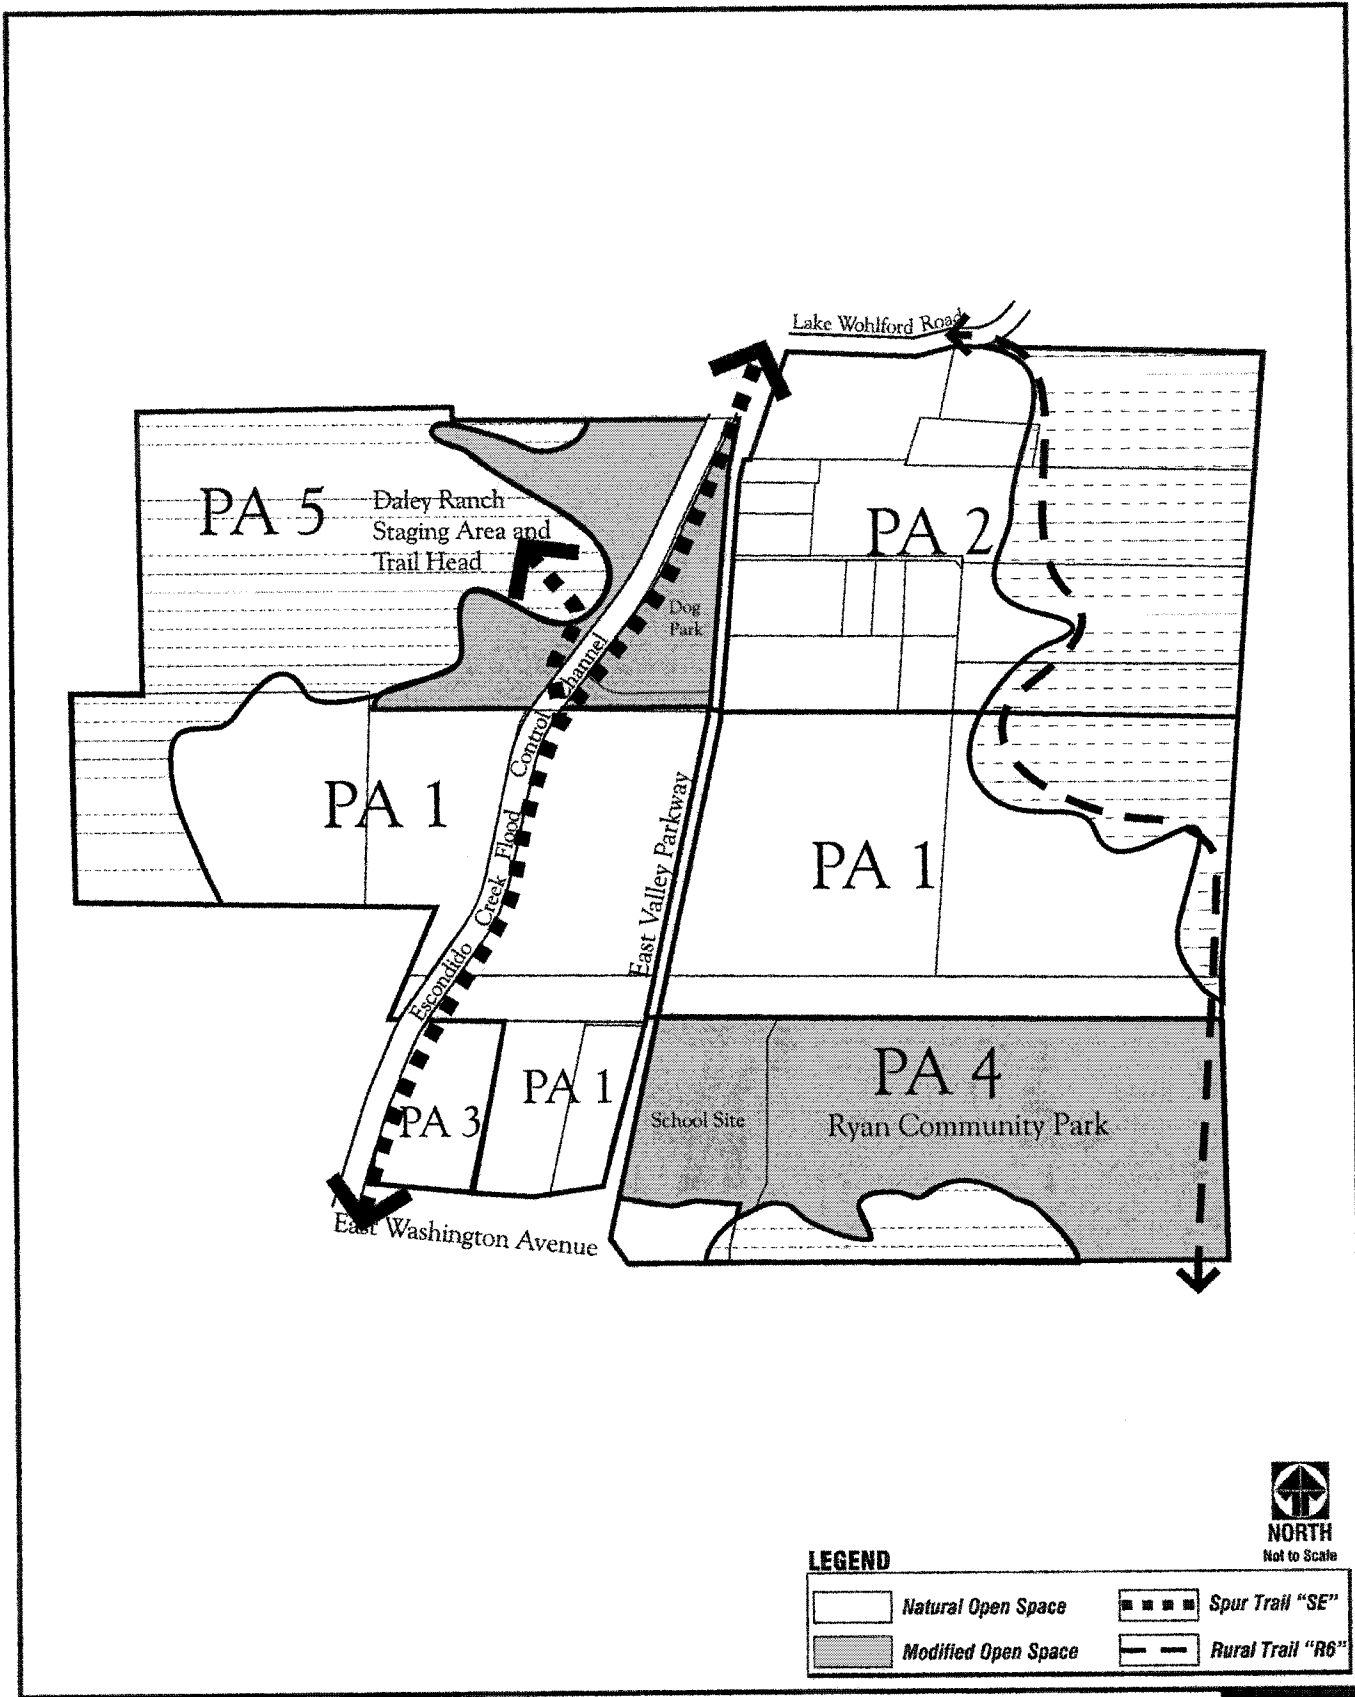 Lake Wohlford Road
PA 5
Daley Ranch
Staging Area and
Trail Head
PA 2
Dog
Park
Escondido Creek Flood Control Channel
PA 1
East Valley Parkway
PA 1
PA 1
PA 3
PA 4
School Site
Ryan Community Park
East Washington Avenue
NORTH
Not to Scale
LEGEND
Natural Open Space
Spur Trail “SE”
Modified Open Space
Rural Trail “R6”